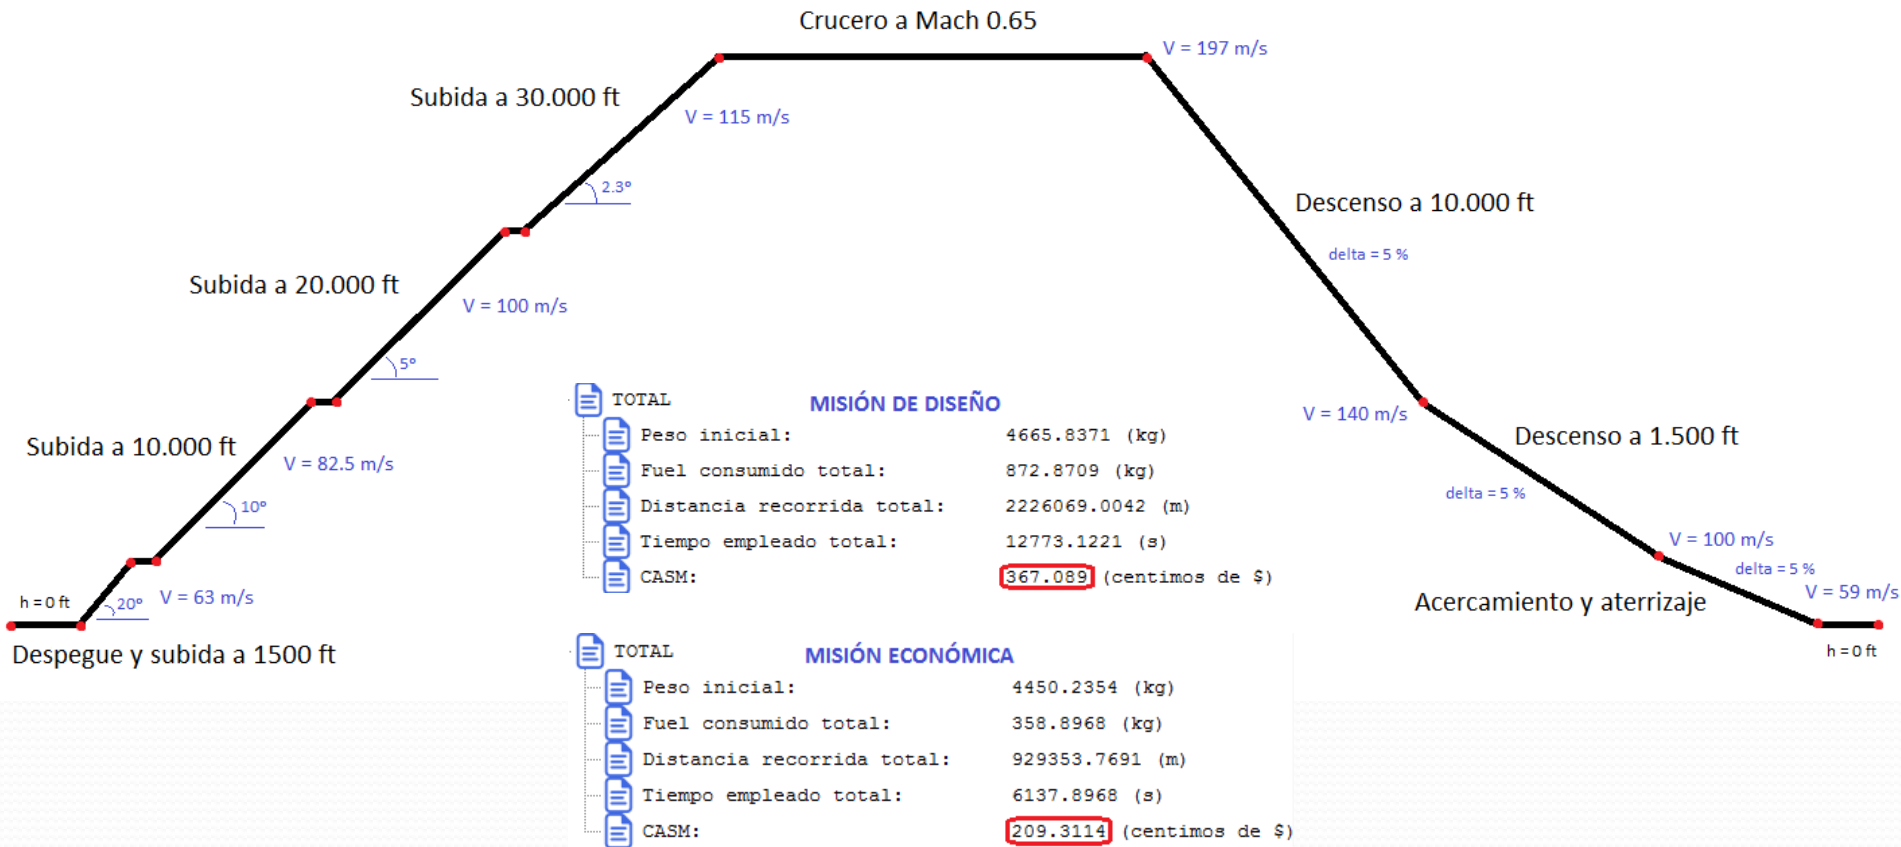 Crucero a Mach 0.65
V = 197 m/s
Subida a 30.000 ft
V = 115 m/s
2.3º
Descenso a 10.000 ft
delta = 5 %
Subida a 20.000 ft
V = 100 m/s
5º
V = 140 m/s
Descenso a 1.500 ft
delta = 5 %
Subida a 10.000 ft
V = 82.5 m/s
10º
V = 100 m/s
delta = 5 %
V = 59 m/s
Acercamiento y aterrizaje
h = 0 ft
h = 0 ft
20º
V = 63 m/s
Despegue y subida a 1500 ft
TOTAL MISIÓN DE DISEÑO
Peso inicial: 4665.8371 (kg)
Fuel consumido total: 872.8709 (kg)
Distancia recorrida total: 2226069.0042 (m)
Tiempo empleado total: 12773.1221 (s)
CASM: 367.089 (centimos de $)
TOTAL MISIÓN ECONÓMICA
Peso inicial: 4450.2354 (kg)
Fuel consumido total: 358.8968 (kg)
Distancia recorrida total: 929353.7691 (m)
Tiempo empleado total: 6137.8968 (s)
CASM: 209.3114 (centimos de $)